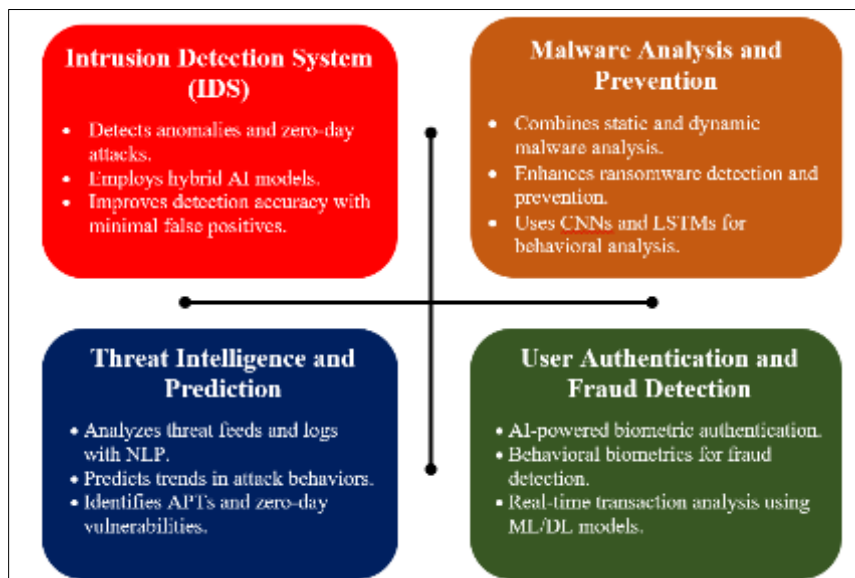 Intrusion Detection System
(IDS)
• Detects anomalies and zero-day
attacks.
• Employs hybrid AI models.
• Improves detection accuracy with
minimal false positives.
Malware Analysis and
Prevention
• Combines static and dynamic
malware analysis.
• Enhances ransomware detection and
prevention.
• Uses CNNs and LSTMs for
behavioral analysis.
Threat Intelligence and
Prediction
• Analyzes threat feeds and logs
with NLP.
• Predicts trends in attack behaviors.
• Identifies APTs and zero-day
vulnerabilities.
User Authentication and
Fraud Detection
• AI-powered biometric authentication.
• Behavioral biometrics for fraud
detection.
• Real-time transaction analysis using
ML/DL models.